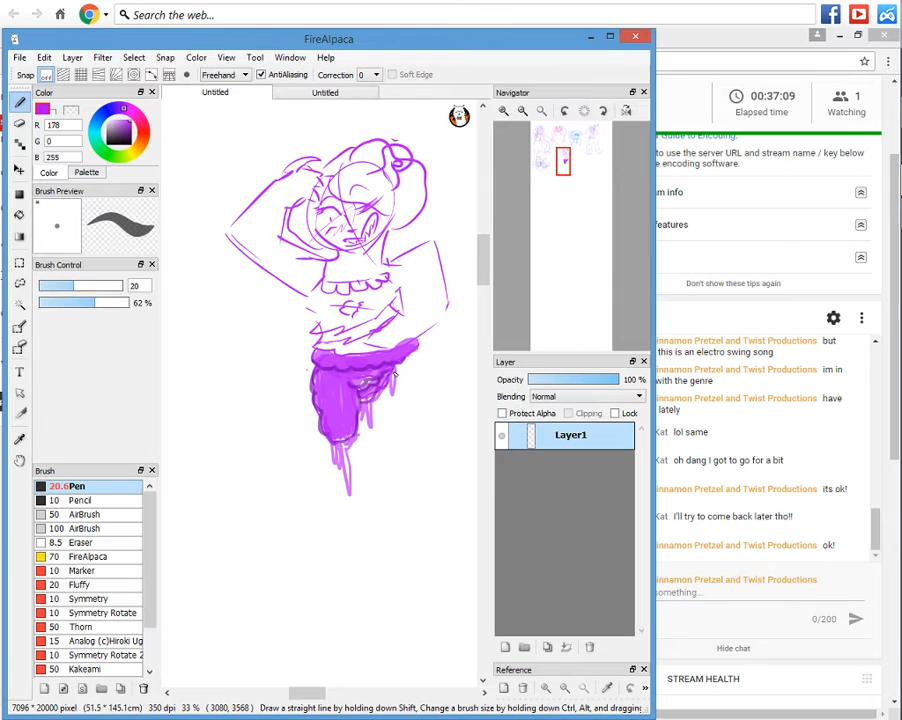 Search the web...
FireAlpaca
File Edit Layer Filter Select Snap Color View Tool Window Help
Snap off Freehand AntiAliasing Correction 0 Soft Edge
Untitled Untitled
Color
R 178
G 0
B 255
Color Palette
Brush Preview
Brush Control
20
62 %
Brush
20.6 Pen
10 Pencil
50 AirBrush
100 AirBrush
8.5 Eraser
70 FireAlpaca
10 Marker
20 Fluffy
10 Symmetry
10 Symmetry Rotate
50 Thorn
15 Analog (c)Hiroki Ug
10 Symmetry Rotate 2
50 Kakeami
Navigator
Layer
Opacity 100 %
Blending Normal
Protect Alpha Clipping Lock
Layer1
Reference
7096 * 20000 pixel (20.6 * 145.1cm) 350 dpi 33 % ( 3080, 3568 ) Draw a straight line by holding down Shift, Change a brush size by holding down Ctrl, Alt, and dragging
00:37:09
Elapsed time
1
Watching
Guide to Encoding.
to use the server URL and stream name / key below
e encoding software.
am info
features
Don't show these tips again
innamon Pretzel and Twist Productions but
this is an electro swing song
innamon Pretzel and Twist Productions im in
with the genre
innamon Pretzel and Twist Productions have
lately
Kat lol same
Kat oh dang I got to go for a bit
innamon Pretzel and Twist Productions its ok!
Kat I'll try to come back later tho!!
innamon Pretzel and Twist Productions ok!
innamon Pretzel and Twist Productions
something...
0/200
Hide chat
STREAM HEALTH